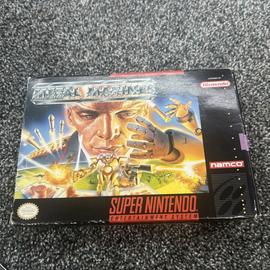 METAL MARINES
Nintendo
namco
SUPER NINTENDO
ENTERTAINMENT SYSTEM